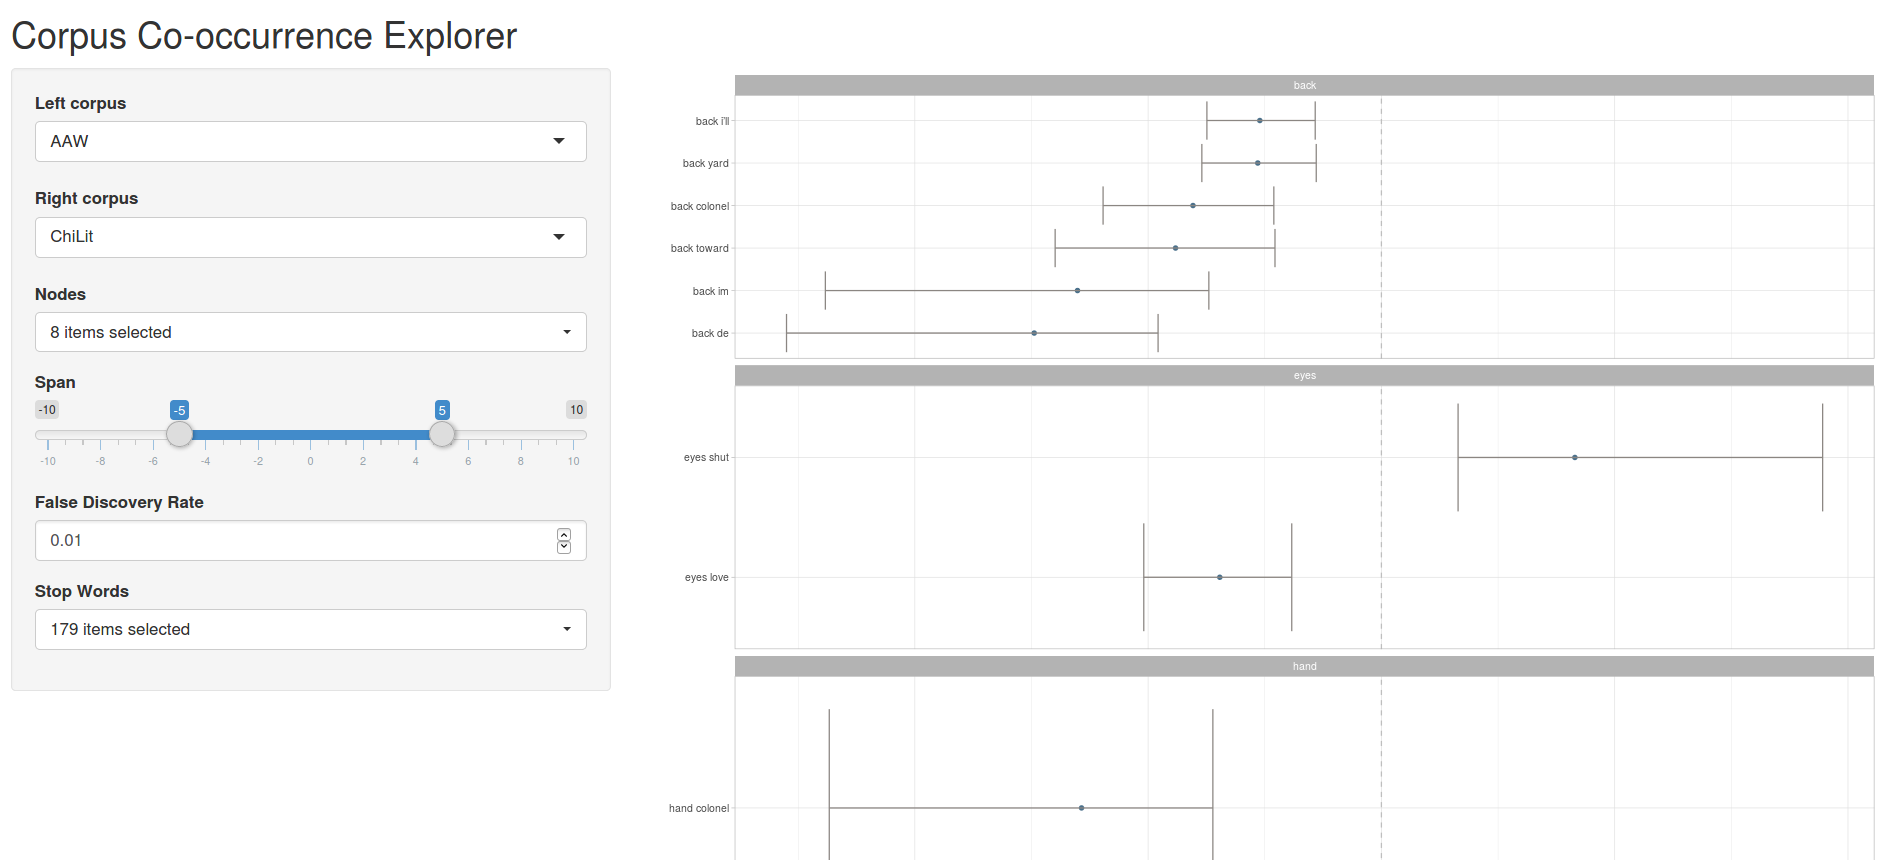 Corpus Co-occurrence Explorer
Left corpus
AAW
Right corpus
ChiLit
Nodes
8 items selected
Span
-10 -5 5 10
-10 -8 -6 -4 -2 0 2 4 6 8 10
False Discovery Rate
0.01
Stop Words
179 items selected
back
back i'll
back yard
back colonel
back toward
back im
back de
eyes
eyes shut
eyes love
hand
hand colonel